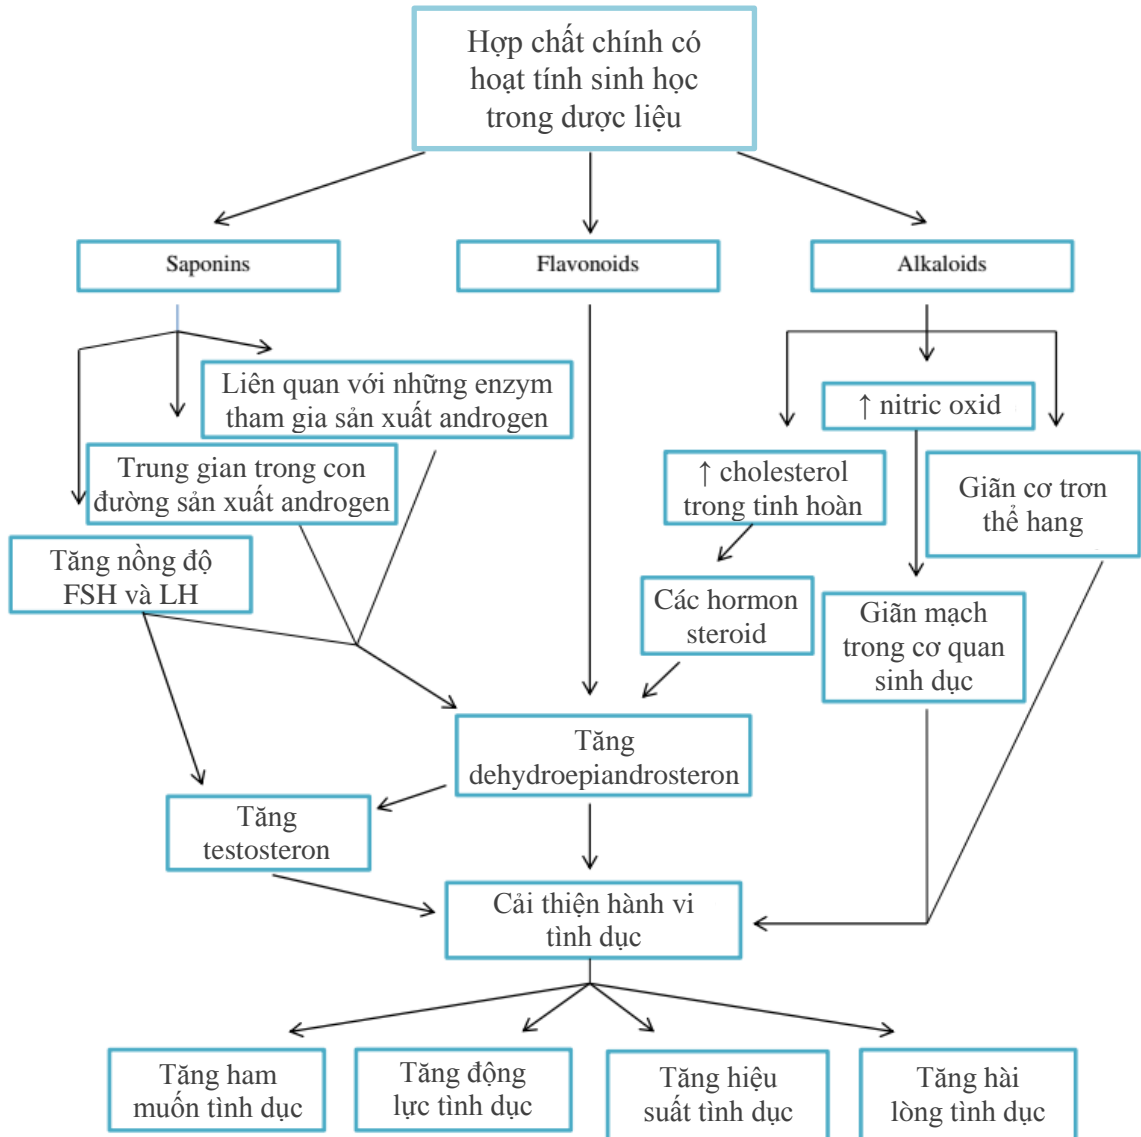 Hợp chất chính có
hoạt tính sinh học
trong dược liệu
Saponins
Flavonoids
Alkaloids
Liên quan với những enzym
tham gia sản xuất androgen
↑ nitric oxid
Trung gian trong con
đường sản xuất androgen
↑ cholesterol
trong tinh hoàn
Giãn cơ trơn
thể hang
Tăng nồng độ
FSH và LH
Các hormon
steroid
Giãn mạch
trong cơ quan
sinh dục
Tăng
dehydroepiandrosteron
Tăng
testosteron
Cải thiện hành vi
tình dục
Tăng ham
muốn tình dục
Tăng động
lực tình dục
Tăng hiệu
suất tình dục
Tăng hài
lòng tình dục